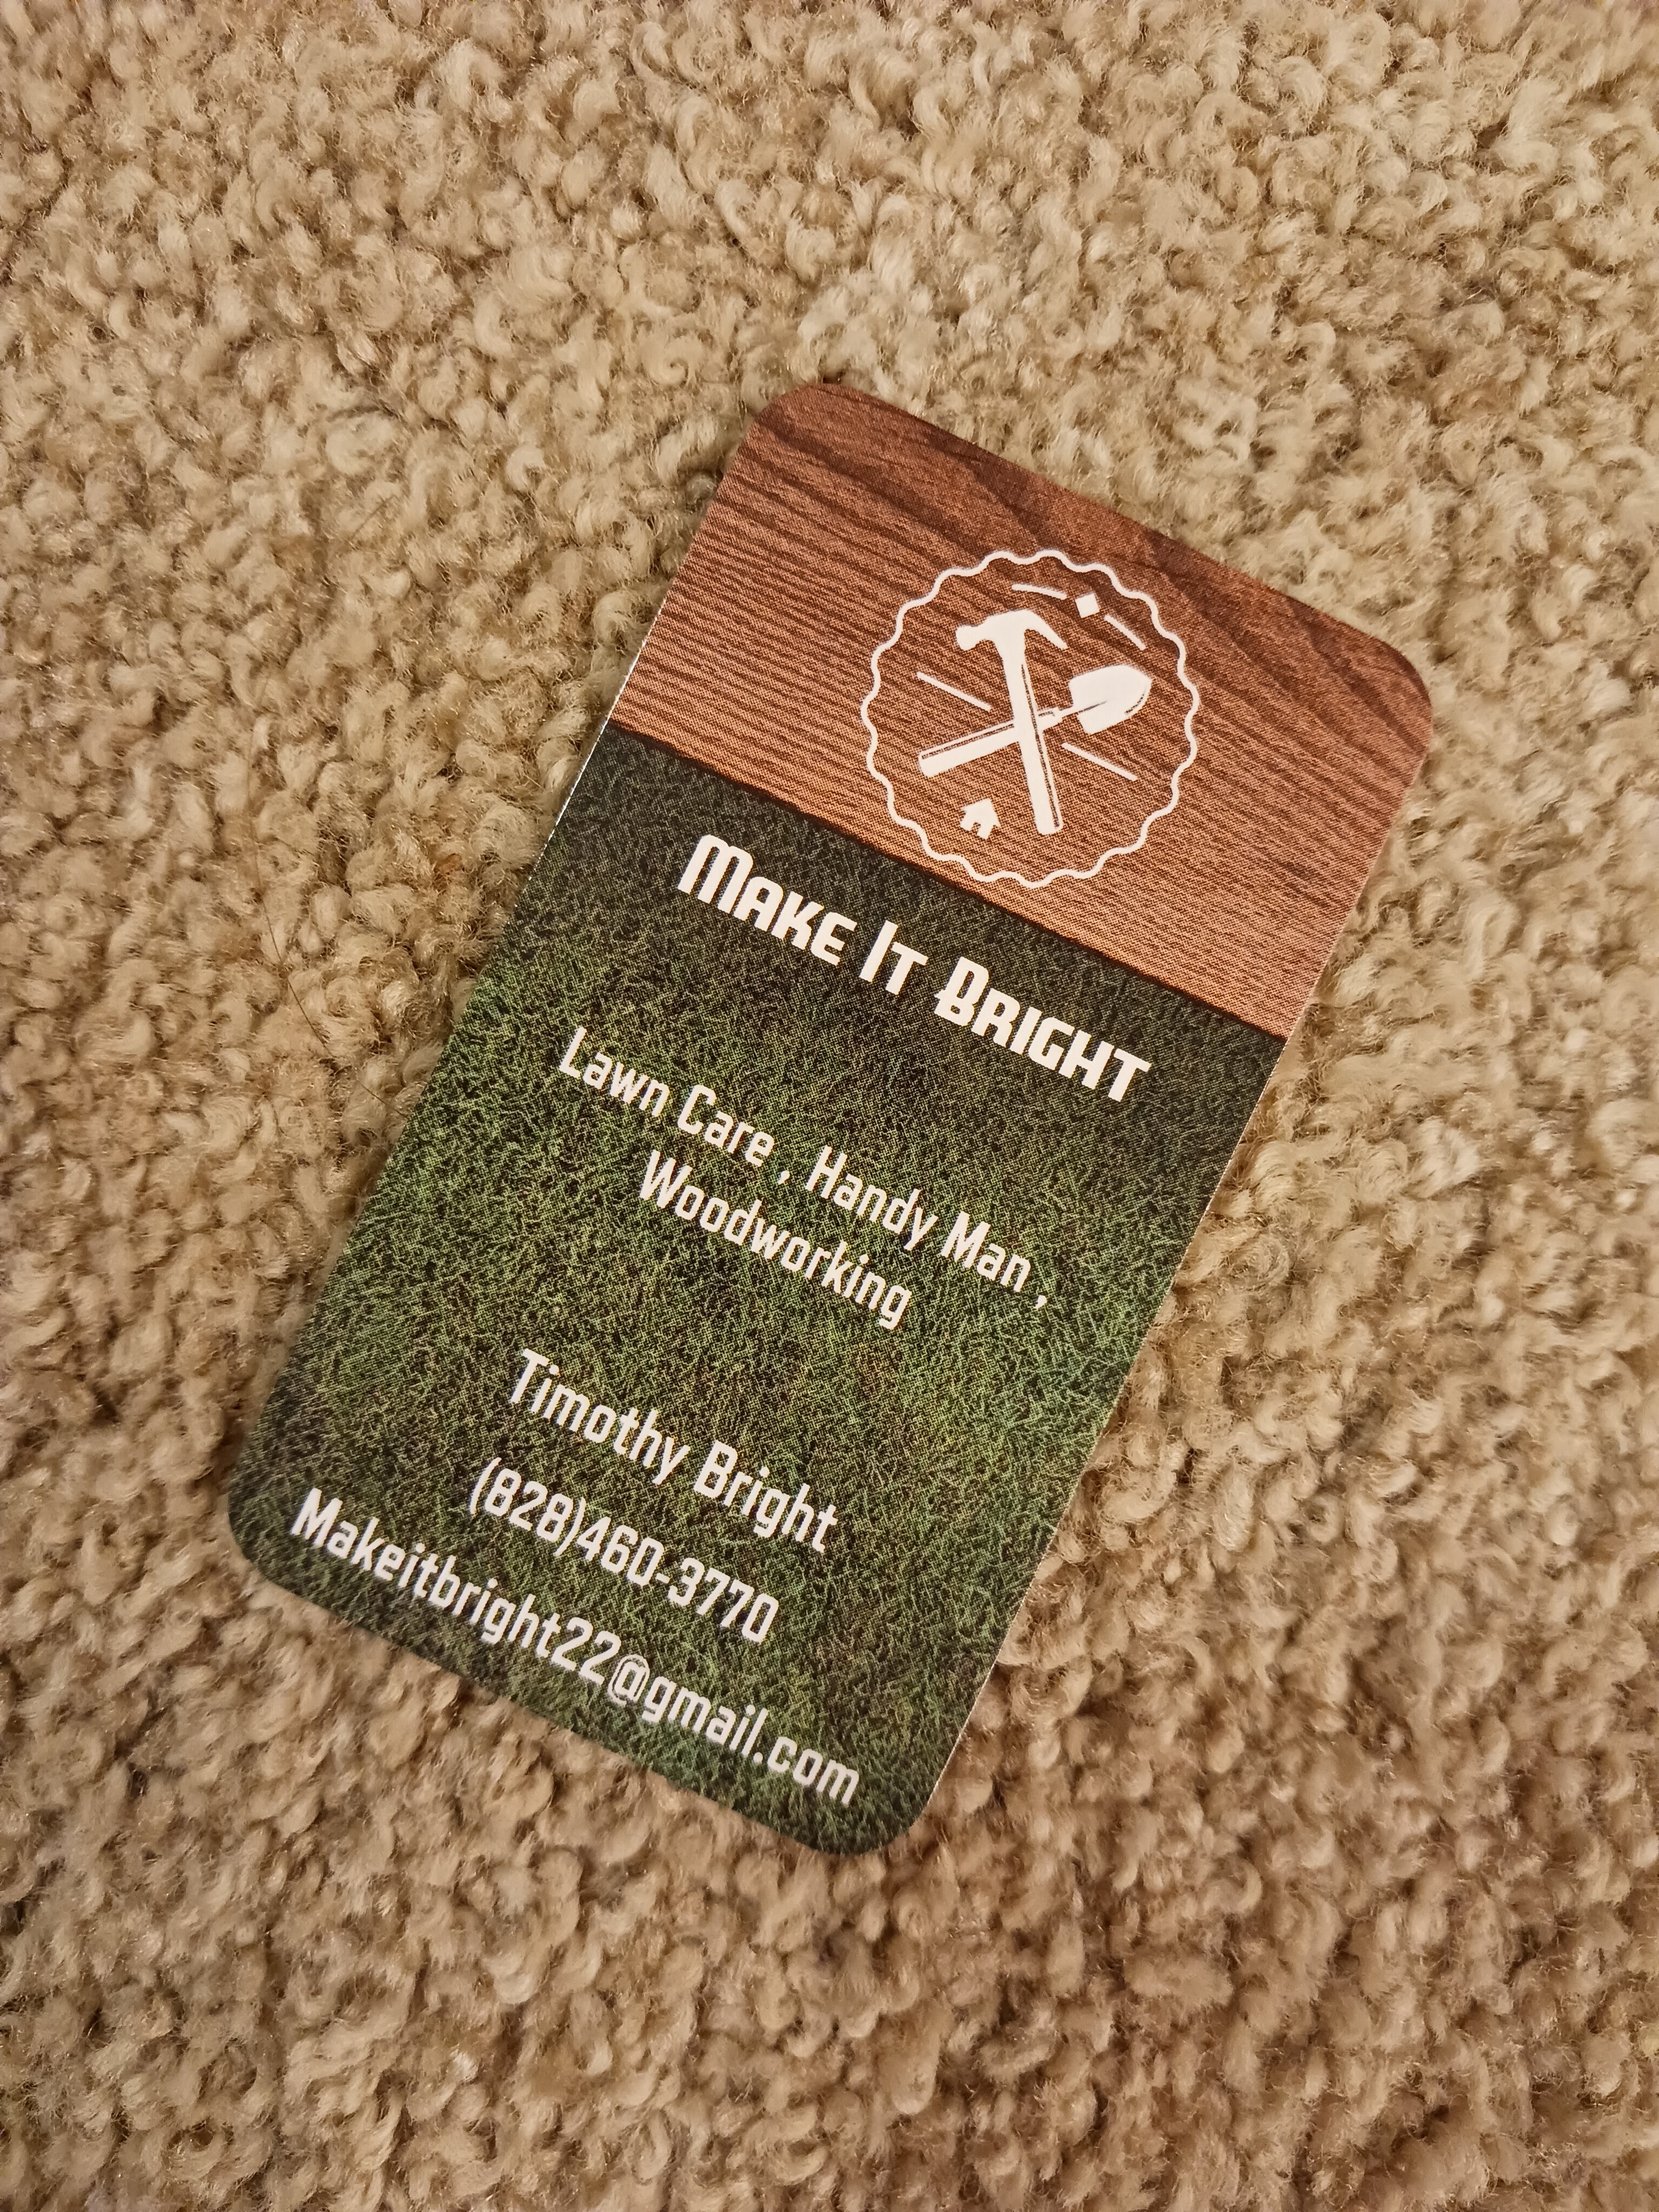 Make It Bright
Lawn Care , Handy Man ,
Woodworking
Timothy Bright
(828)460-3770
Makeitbright22@gmail.com